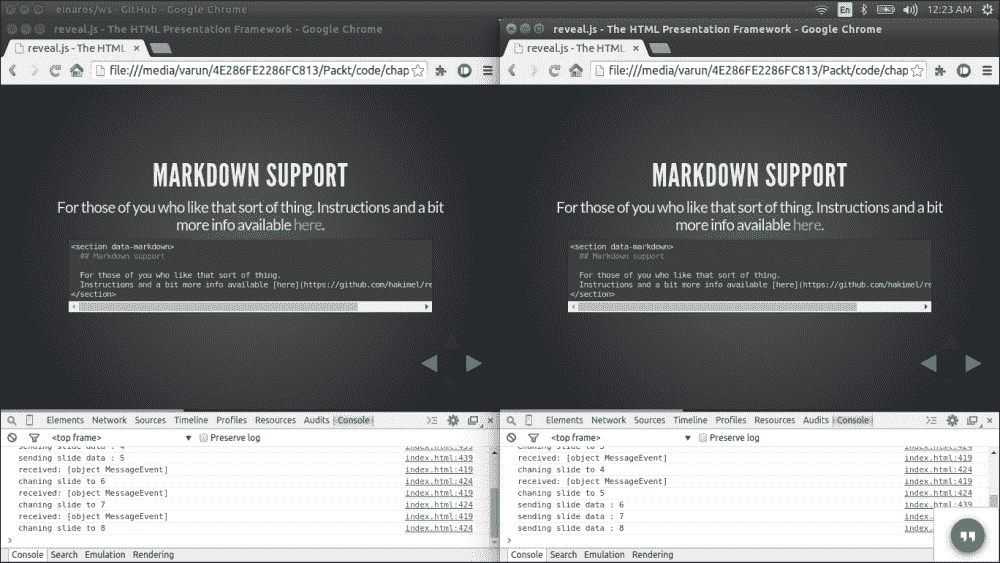 einaros/ws · GitHub - Google Chrome
En
12:23 AM
reveal.js - The HTML Presentation Framework - Google Chrome
reveal.js - The HTML
file:///media/varun/4E286FE2286FC813/Packt/code/chap
MARKDOWN SUPPORT
For those of you who like that sort of thing. Instructions and a bit
more info available here.
<section data-markdown>
## Markdown support
For those of you who like that sort of thing.
Instructions and a bit more info available [here](https://github.com/hakimel/re
</section>
Elements Network Sources Timeline Profiles Resources Audits Console
<top frame> Preserve log
sending slide data : 4 index.html:439
sending slide data : 5 index.html:439
received: [object MessageEvent] index.html:419
chaning slide to 6 index.html:424
received: [object MessageEvent] index.html:419
chaning slide to 7 index.html:424
received: [object MessageEvent] index.html:419
chaning slide to 8 index.html:424
Console Search Emulation Rendering
reveal.js - The HTML Presentation Framework - Google Chrome
reveal.js - The HTML
file:///media/varun/4E286FE2286FC813/Packt/code/chap
MARKDOWN SUPPORT
For those of you who like that sort of thing. Instructions and a bit
more info available here.
<section data-markdown>
## Markdown support
For those of you who like that sort of thing.
Instructions and a bit more info available [here](https://github.com/hakimel/re
</section>
Elements Network Sources Timeline Profiles Resources Audits Console
<top frame> Preserve log
chaning slide to 3 index.html:424
received: [object MessageEvent] index.html:419
chaning slide to 4 index.html:424
received: [object MessageEvent] index.html:419
chaning slide to 5 index.html:424
sending slide data : 6 index.html:439
sending slide data : 7 index.
sending slide data : 8 index.
Console Search Emulation Rendering